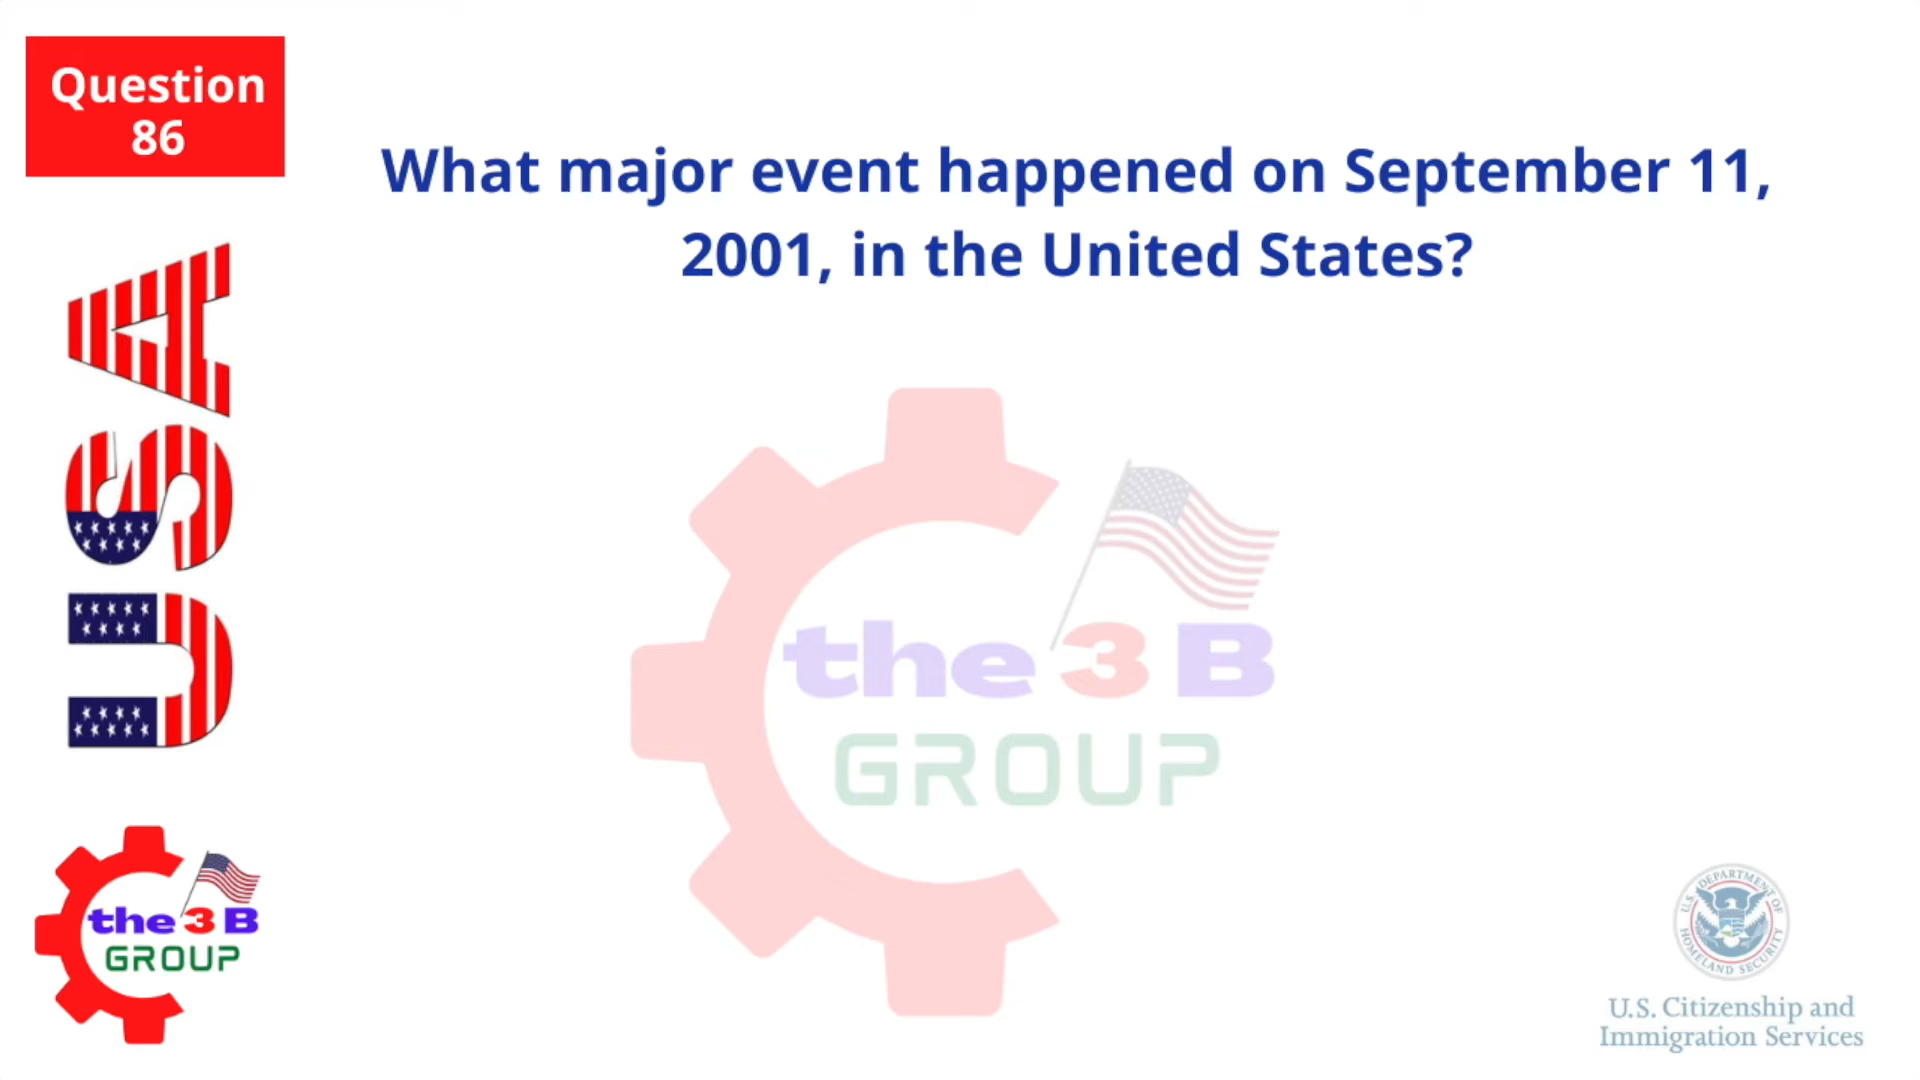 Question
86
What major event happened on September 11,
2001, in the United States?
USA
the 3 B
GROUP
the 3 B
GROUP
U.S. DEPARTMENT OF
HOMELAND SECURITY
U.S. Citizenship and
Immigration Services